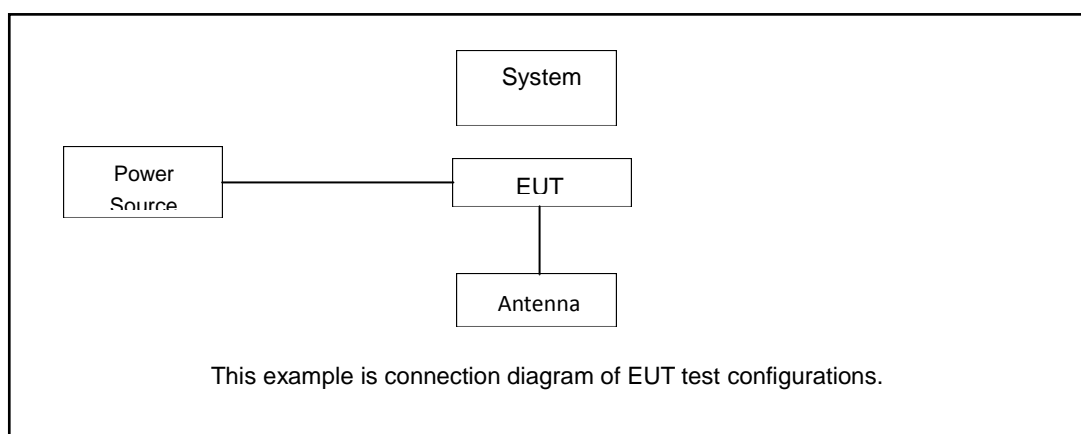 System
Power
Source
EUT
Antenna
This example is connection diagram of EUT test configurations.